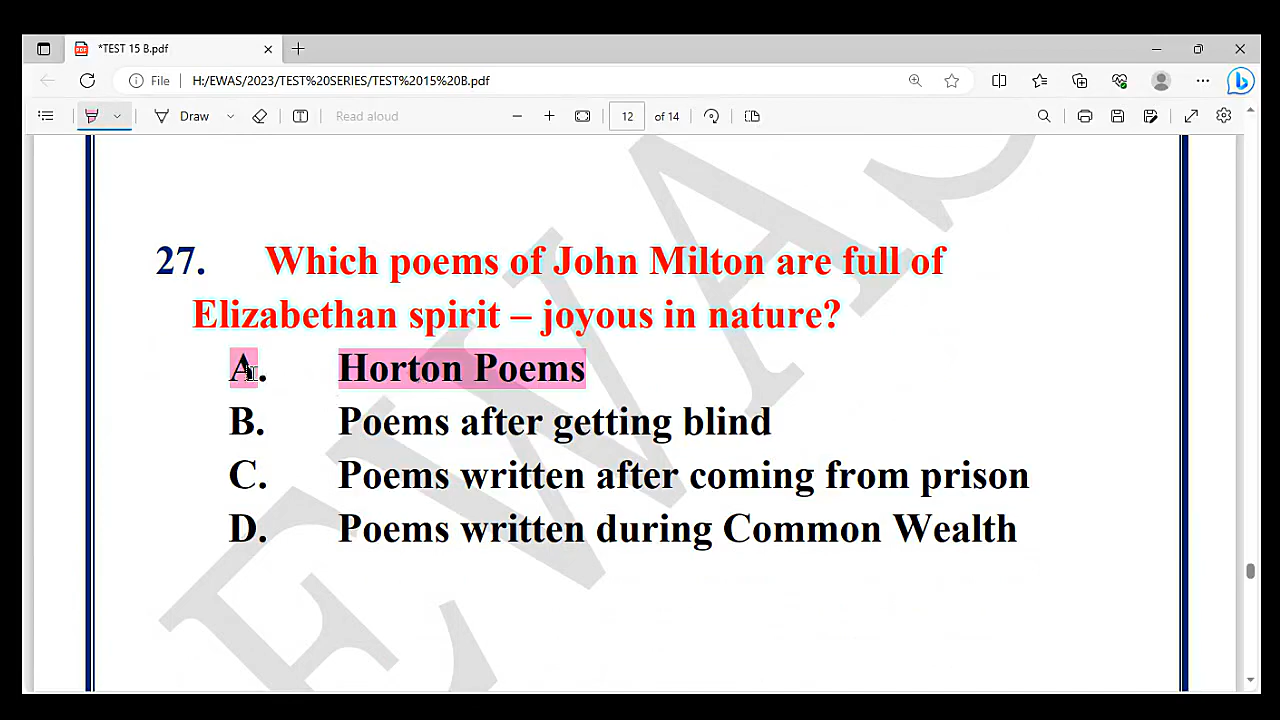 *TEST 15 B.pdf
File H:/EWAS/2023/TEST%20SERIES/TEST%2015%20B.pdf
Draw Read aloud 12 of 14
27. Which poems of John Milton are full of
Elizabethan spirit – joyous in nature?
A. Horton Poems
B. Poems after getting blind
C. Poems written after coming from prison
D. Poems written during Common Wealth
EWAS